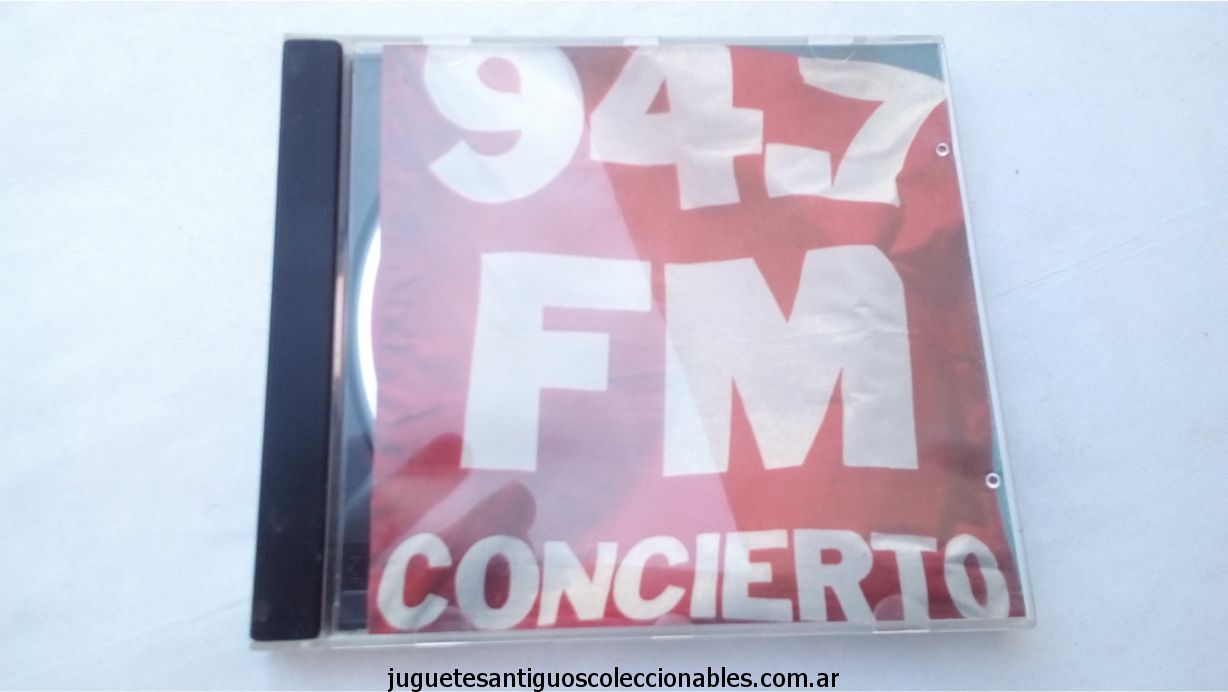 94.7
FM
CONCIERTO
juguetesantiguoscoleccionables.com.ar